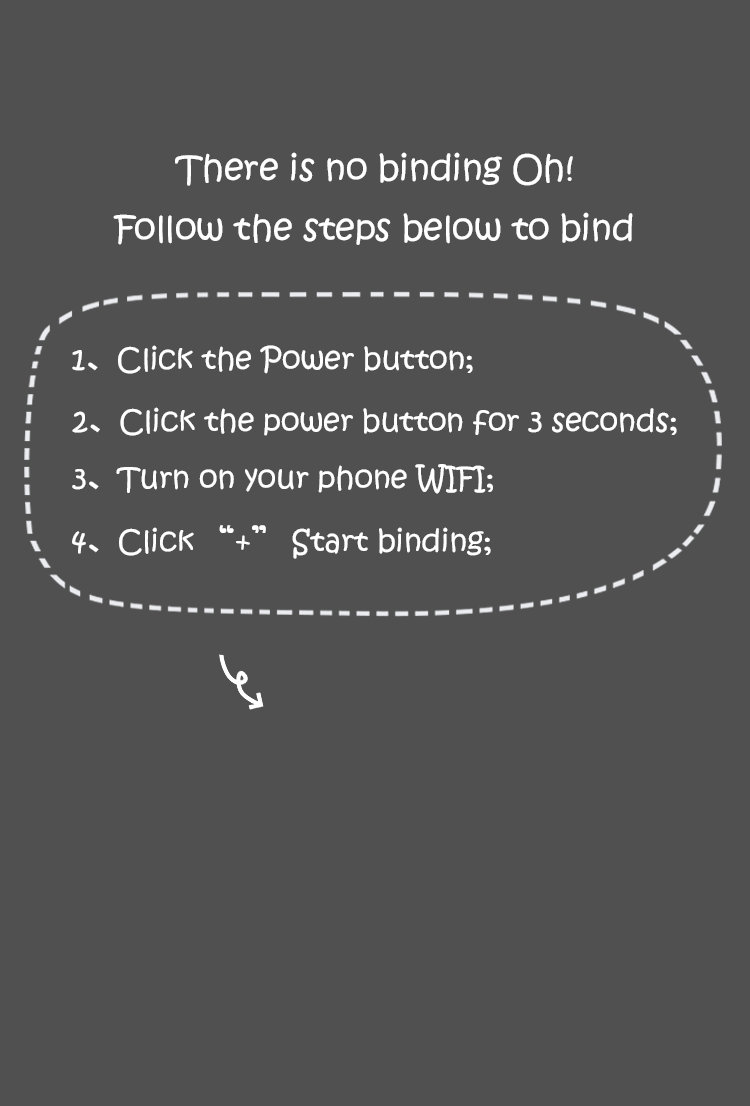 There is no binding Oh!
Follow the steps below to bind
1、Click the Power button;
2、Click the power button for 3 seconds;
3、Turn on your phone WIFI;
4、Click “+” Start binding;